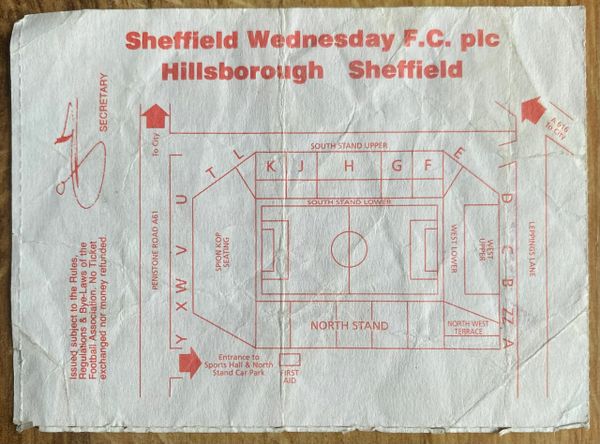 Sheffield Wednesday F.C. plc
Hillsborough Sheffield
SECRETARY
To City
A 616
To City
SOUTH STAND UPPER
T L K J H G F E
SOUTH STAND LOWER
U
V
W
X
Y
PENISTONE ROAD A61
SPION KOP
SEATING
WEST LOWER
WEST
UPPER
D
C
B
ZZ
A
LEPPINGS LANE
NORTH STAND
NORTH WEST
TERRACE
Entrance to
Sports Hall & North
Stand Car Park
FIRST
AID
Issued subject to the Rules,
Regulations & Bye-Laws of the
Football Association. No Ticket
exchanged nor money refunded